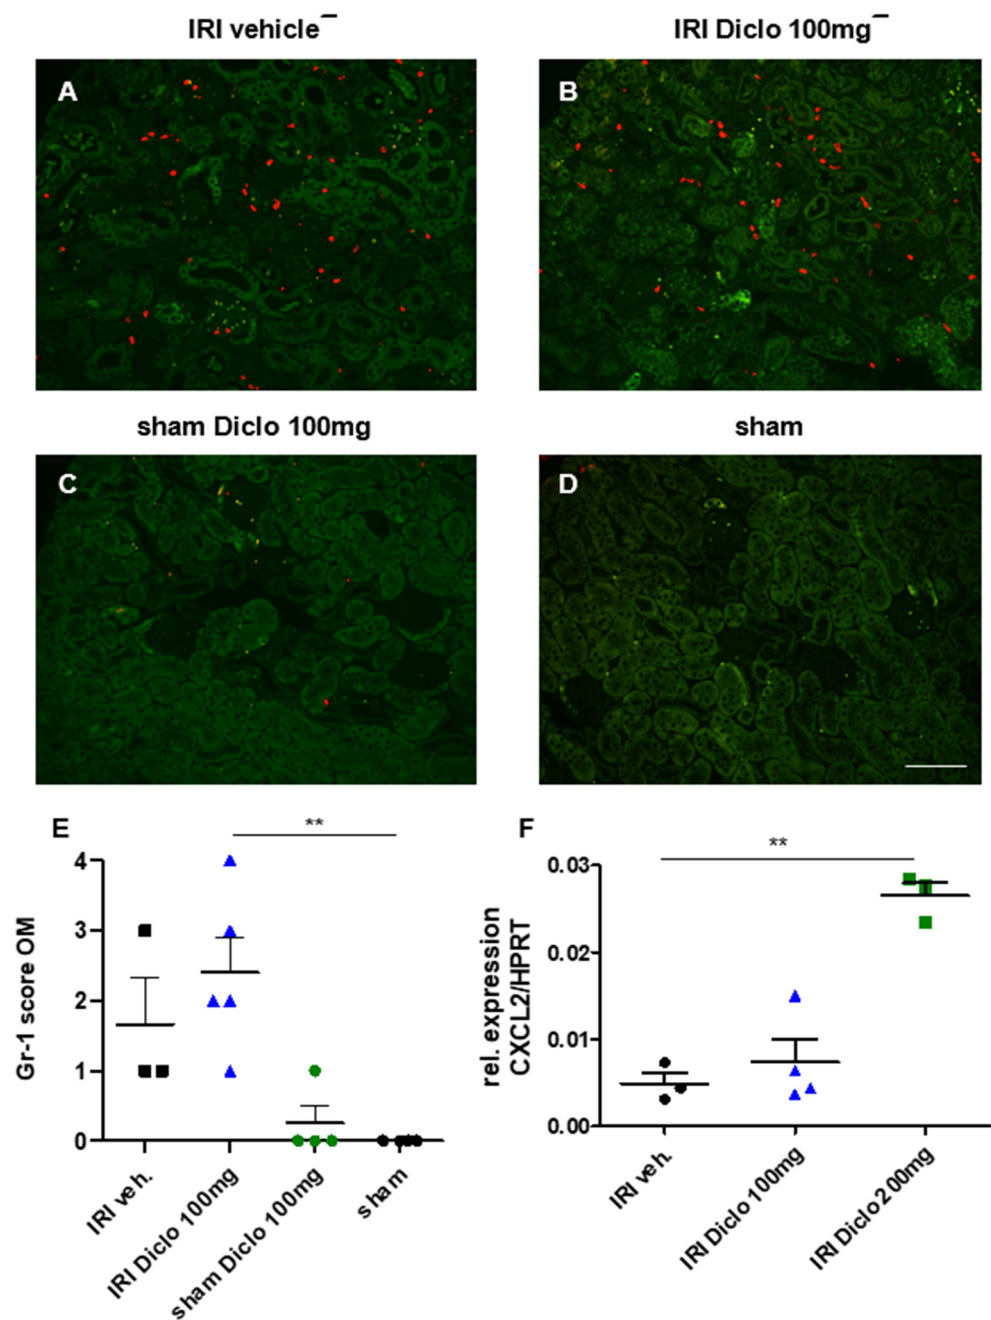 IRI vehicle¯
IRI Diclo 100mg¯
A
B
sham Diclo 100mg
sham
C
D
E
**
4
3
2
1
0
Gr-1 score OM
IRI veh.
IRI Diclo 100mg
sham Diclo 100mg
sham
F
**
0.03
0.02
0.01
0.00
rel. expression
CXCL2/HPRT
IRI veh.
IRI Diclo 100mg
IRI Diclo200mg